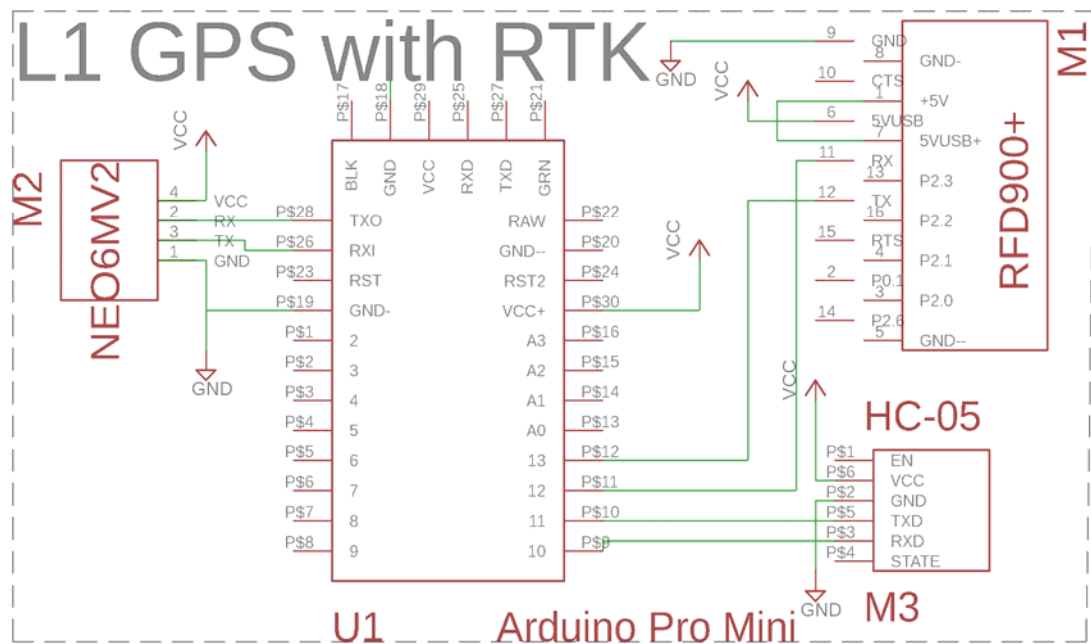 L1 GPS with RTK
M2
NEO6MV2
VCC
4 VCC
2 RX
3 TX
1 GND
GND
P$17 BLK
P$18 GND
P$29 VCC
P$25 RXD
P$27 TXD
P$21 GRN
P$28 TXO
P$26 RXI
P$23 RST
P$19 GND-
P$1 2
P$2 3
P$3 4
P$4 5
P$5 6
P$6 7
P$7 8
P$8 9
RAW P$22
GND-- P$20
RST2 P$24
VCC+ P$30
A3 P$16
A2 P$15
A1 P$14
A0 P$13
13 P$12
12 P$11
11 P$10
10 P$9
VCC
U1
Arduino Pro Mini
GND
VCC
M1
RFD900+
9 GND
8 GND-
10 CTS
1 +5V
6 5VUSB
7 5VUSB+
11 RX
13 P2.3
12 TX
16 P2.2
15 RTS
4 P2.1
2 P0.1
3 P2.0
14 P2.6
5 GND--
VCC
HC-05
P$1 EN
P$6 VCC
P$2 GND
P$5 TXD
P$3 RXD
P$4 STATE
GND
M3